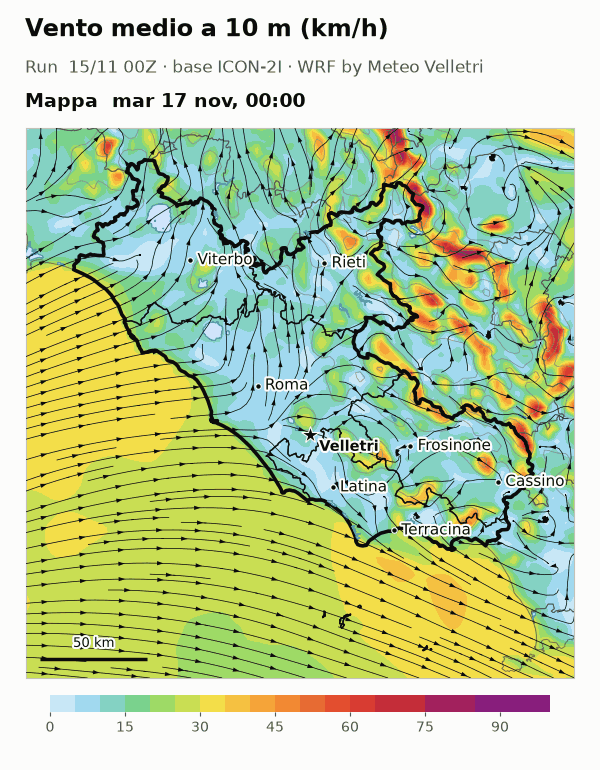 Vento medio a 10 m (km/h)
Run  15/11 00Z · base ICON-2I · WRF by Meteo Velletri
Mappa  mar 17 nov, 00:00
Viterbo
Rieti
Roma
Velletri
Frosinone
Latina
Cassino
Terracina
50 km
0 15 30 45 60 75 90